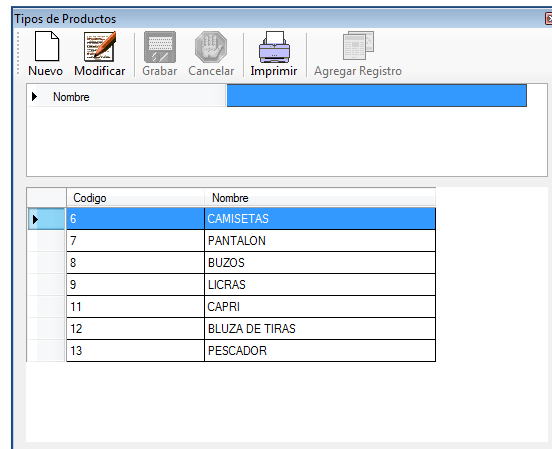 Tipos de Productos
Nuevo Modificar Grabar Cancelar Imprimir Agregar Registro
Nombre
Codigo Nombre
6 CAMISETAS
7 PANTALON
8 BUZOS
9 LICRAS
11 CAPRI
12 BLUZA DE TIRAS
13 PESCADOR